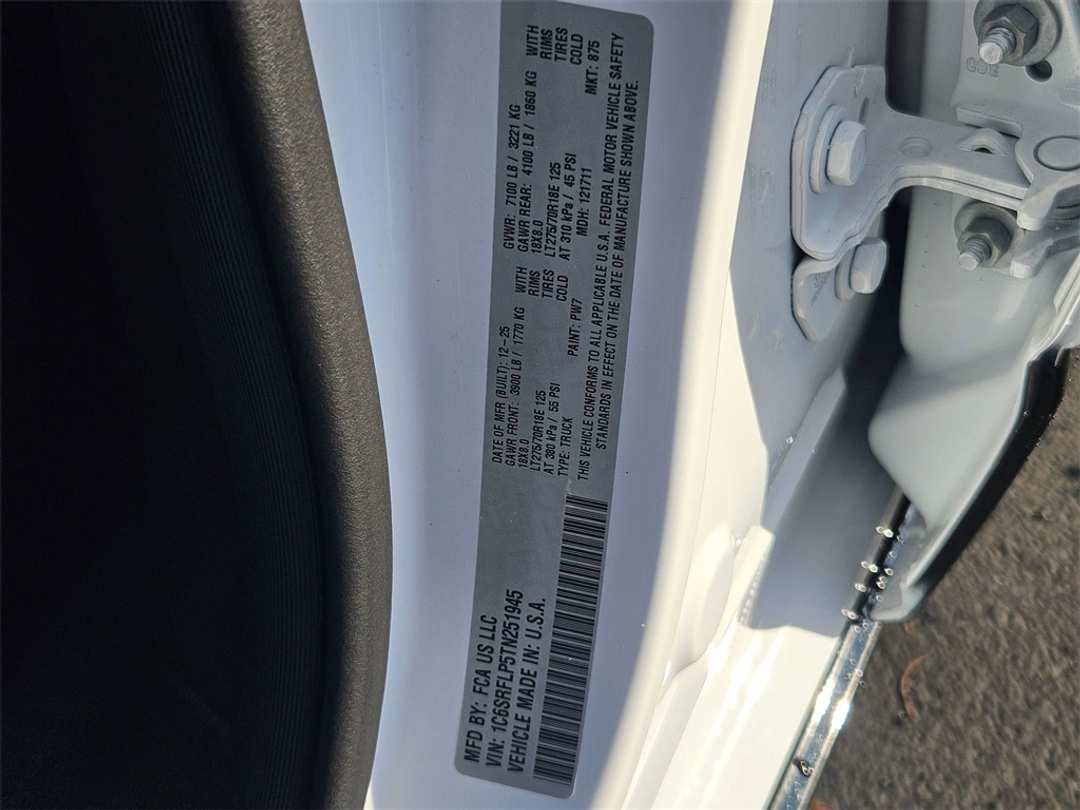 MFD BY: FCA US LLC
VIN: 1C6SRFLP5TN251945
VEHICLE MADE IN: U.S.A.
DATE OF MFR (BUILT): 12-25
GAWR FRONT: 3900 LB / 1770 KG WITH
18X8.0 RIMS
LT275/70R18E 125 TIRES
AT 380 kPa / 55 PSI COLD
TYPE: TRUCK PAINT: PW7
GVWR: 7100 LB / 3221 KG
GAWR REAR: 4100 LB / 1860 KG WITH
18X8.0 RIMS
LT275/70R18E 125 TIRES
AT 310 kPa / 45 PSI COLD
MDH: 121711 MKT: 875
THIS VEHICLE CONFORMS TO ALL APPLICABLE U.S.A. FEDERAL MOTOR VEHICLE SAFETY
STANDARDS IN EFFECT ON THE DATE OF MANUFACTURE SHOWN ABOVE.